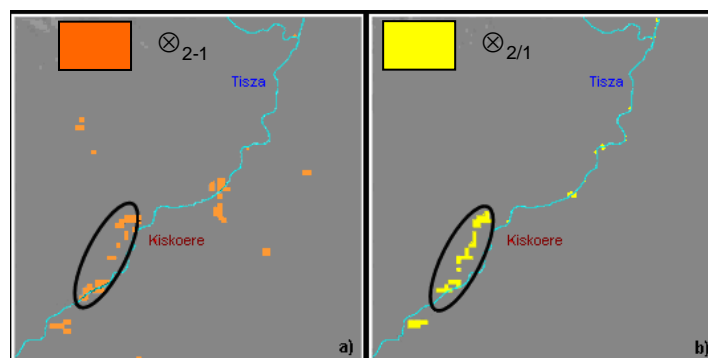 ⊗2-1
Tisza
Kiskoere
a)
⊗2/1
Tisza
Kiskoere
b)